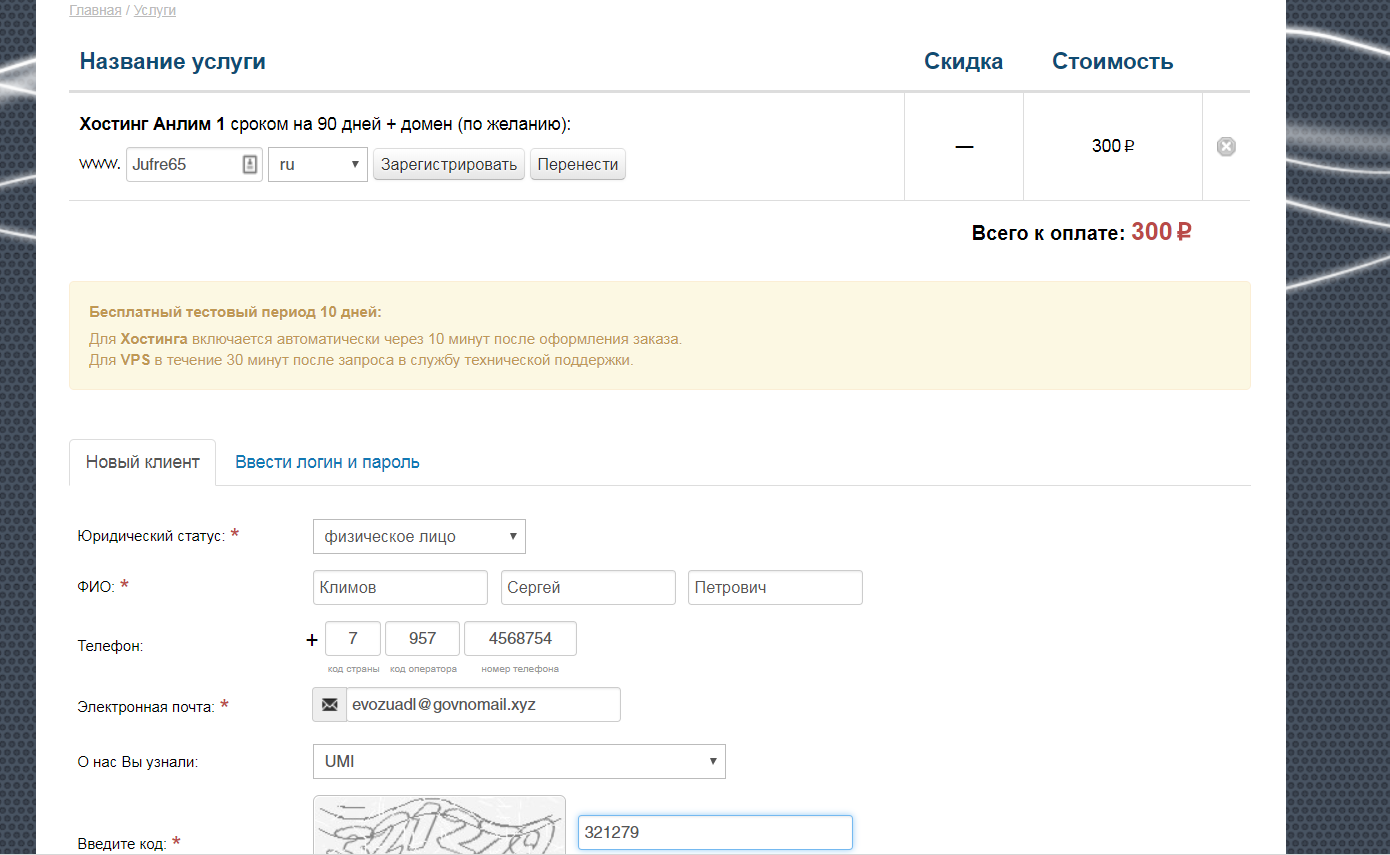 Главная / Услуги
Название услуги Скидка Стоимость
Хостинг Анлим 1 сроком на 90 дней + домен (по желанию):
www. Jufre65 ru Зарегистрировать Перенести — 300 ₽
Всего к оплате: 300 ₽
Бесплатный тестовый период 10 дней:
Для Хостинга включается автоматически через 10 минут после оформления заказа.
Для VPS в течение 30 минут после запроса в службу технической поддержки.
Новый клиент Ввести логин и пароль
Юридический статус: * физическое лицо
ФИО: * Климов Сергей Петрович
Телефон: + 7 957 4568754
код страны код оператора номер телефона
Электронная почта: * evozuadl@govnomail.xyz
О нас Вы узнали: UMI
Введите код: * 321279